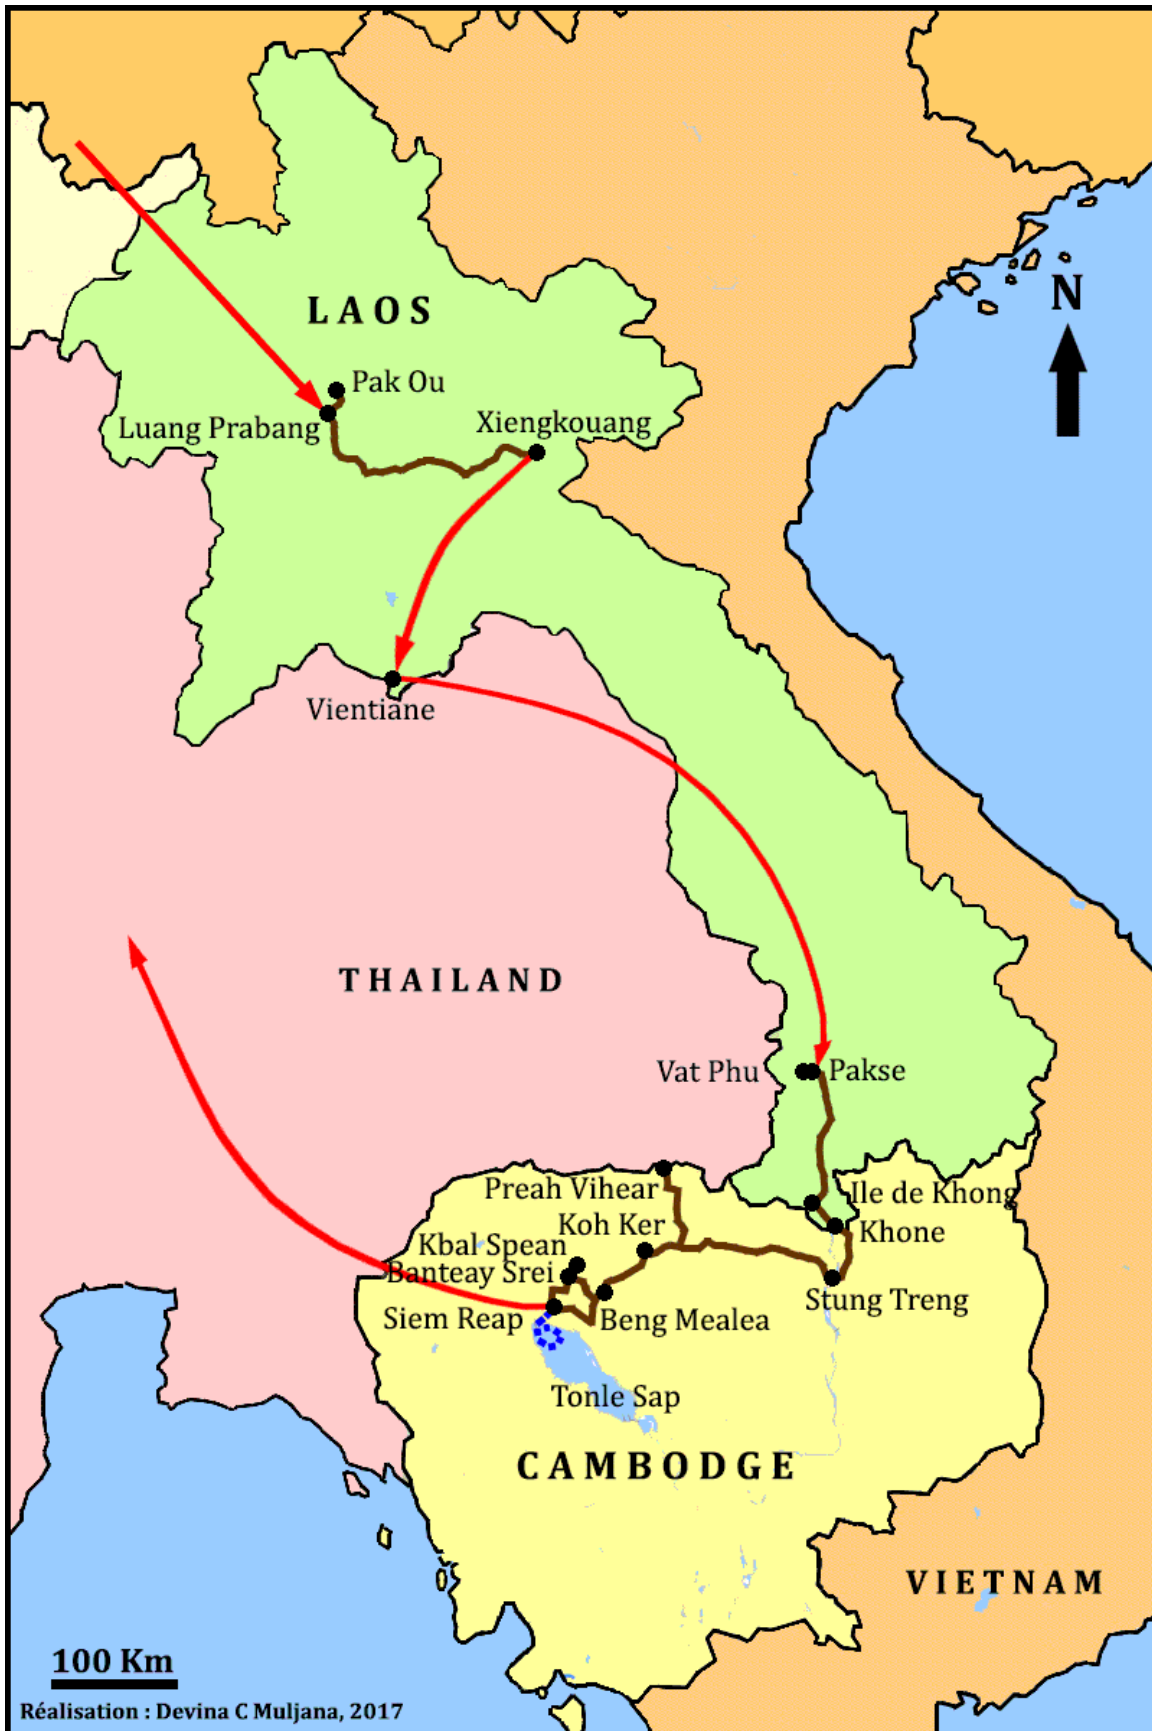 LAOS
N
Pak Ou
Luang Prabang
Xiengkouang
Vientiane
THAILAND
Vat Phu
Pakse
Preah Vihear
Ile de Khong
Koh Ker
Khone
Kbal Spean
Banteay Srei
Stung Treng
Siem Reap
Beng Mealea
Tonle Sap
CAMBODGE
VIETNAM
100 Km
Réalisation : Devina C Muljana, 2017